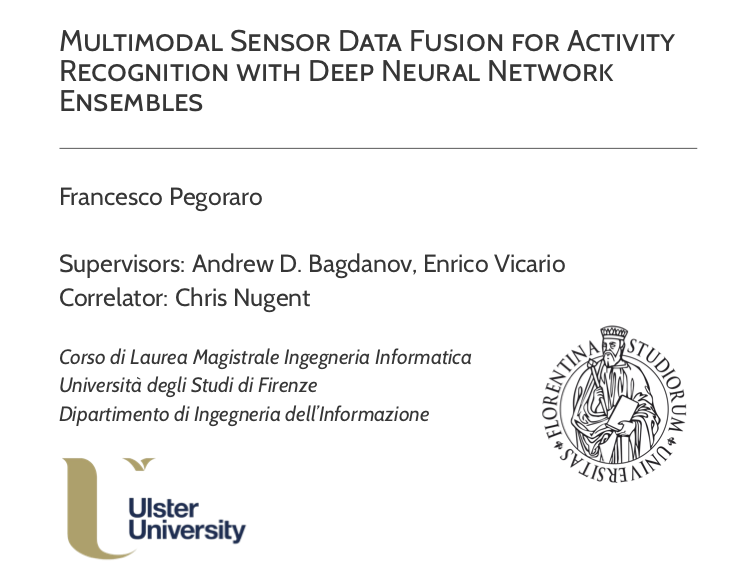 Multimodal Sensor Data Fusion for Activity
Recognition with Deep Neural Network
Ensembles
Francesco Pegoraro
Supervisors: Andrew D. Bagdanov, Enrico Vicario
Correlator: Chris Nugent
Corso di Laurea Magistrale Ingegneria Informatica
Università degli Studi di Firenze
Dipartimento di Ingegneria dell'Informazione
FLORENTINA STUDIORUM UNIVERSITAS
Ulster
University